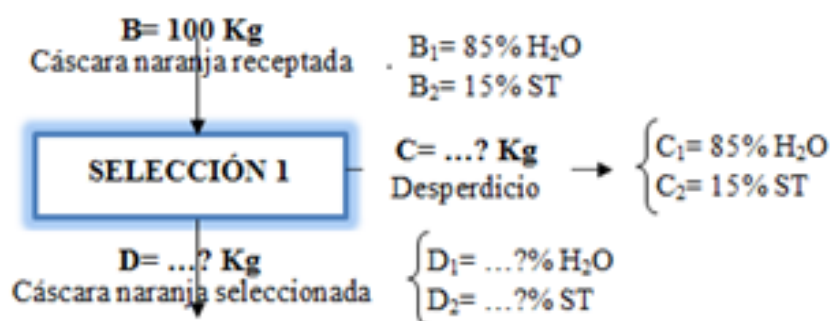 B= 100 Kg
Cáscara naranja receptada
. B₁= 85% H₂O
B₂= 15% ST
SELECCIÓN 1
C= ...? Kg
Desperdicio
C₁= 85% H₂O
C₂= 15% ST
D= ...? Kg
Cáscara naranja seleccionada
D₁= ...?% H₂O
D₂= ...?% ST